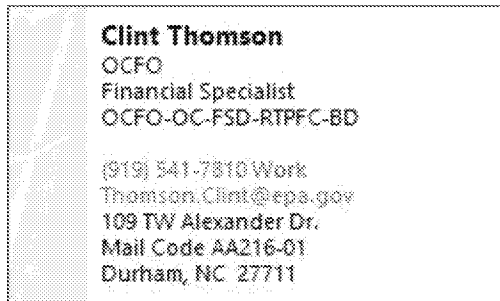 Clint Thomson
OCFO
Financial Specialist
OCFO-OC-FSD-RTPFC-BD
(919) 541-7810 Work
Thomson.Clint@epa.gov
109 TW Alexander Dr.
Mail Code AA216-01
Durham, NC 27711